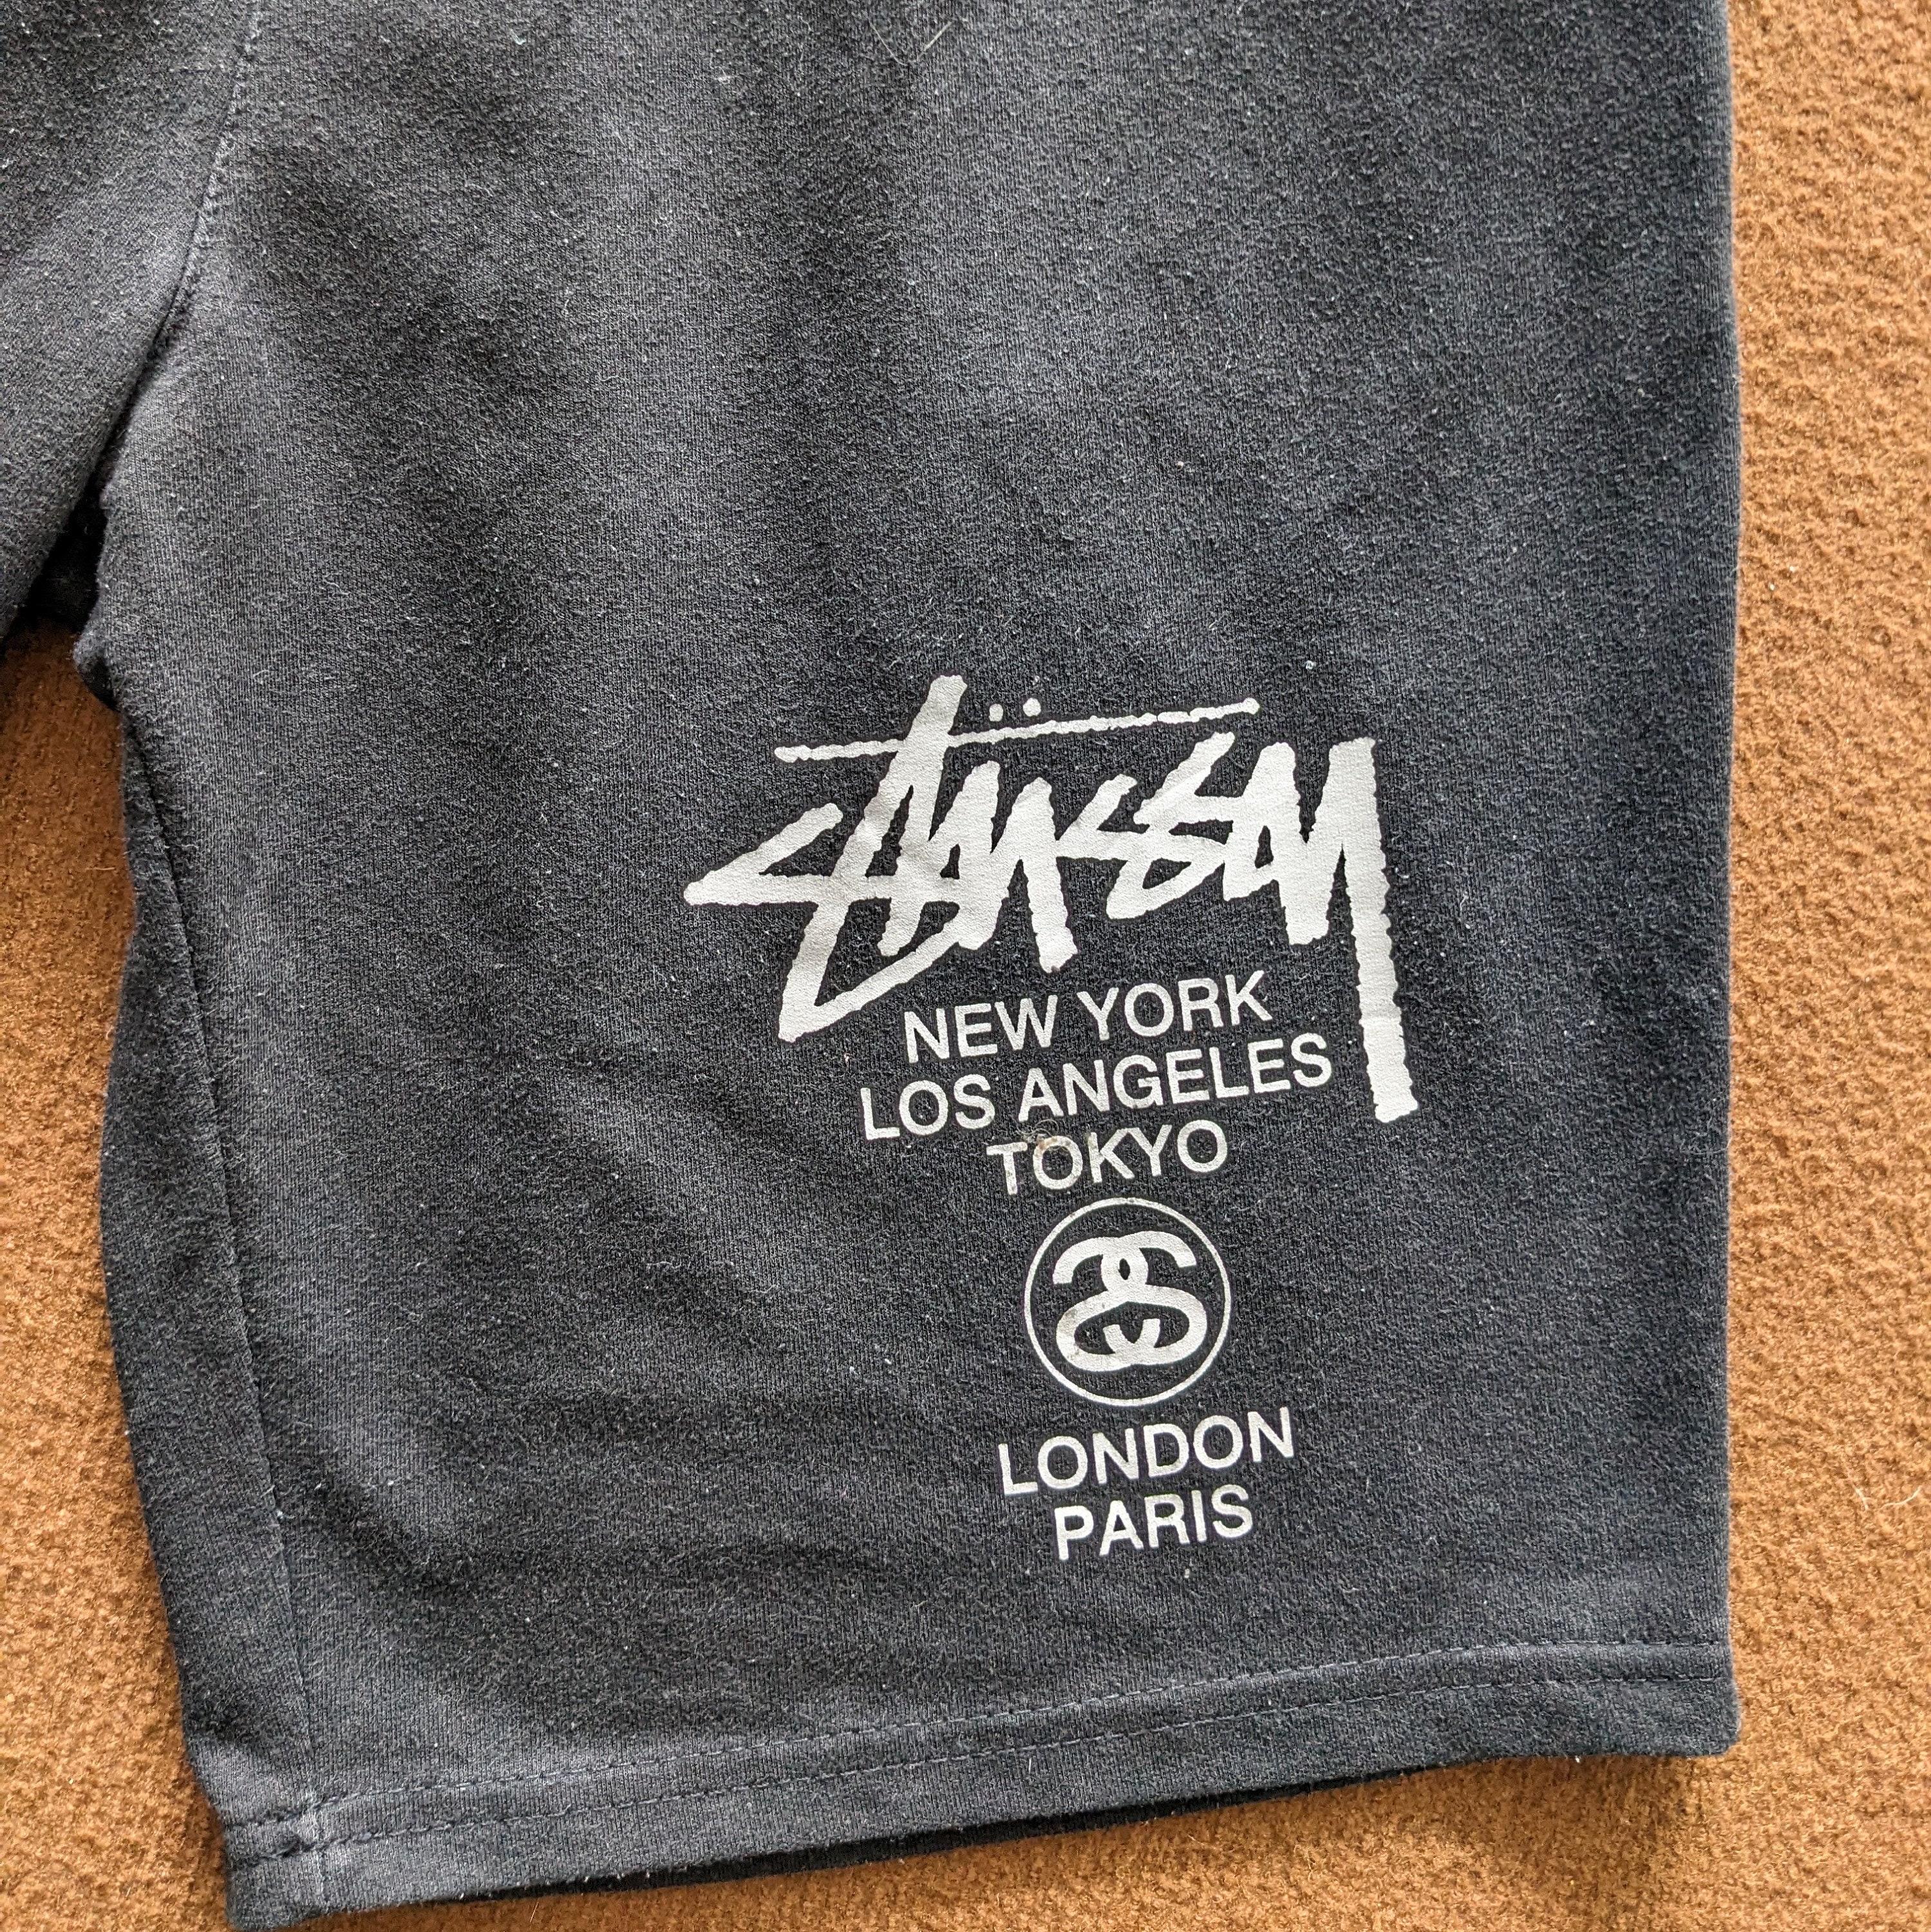 Stüssy
NEW YORK
LOS ANGELES
TOKYO
SS
LONDON
PARIS